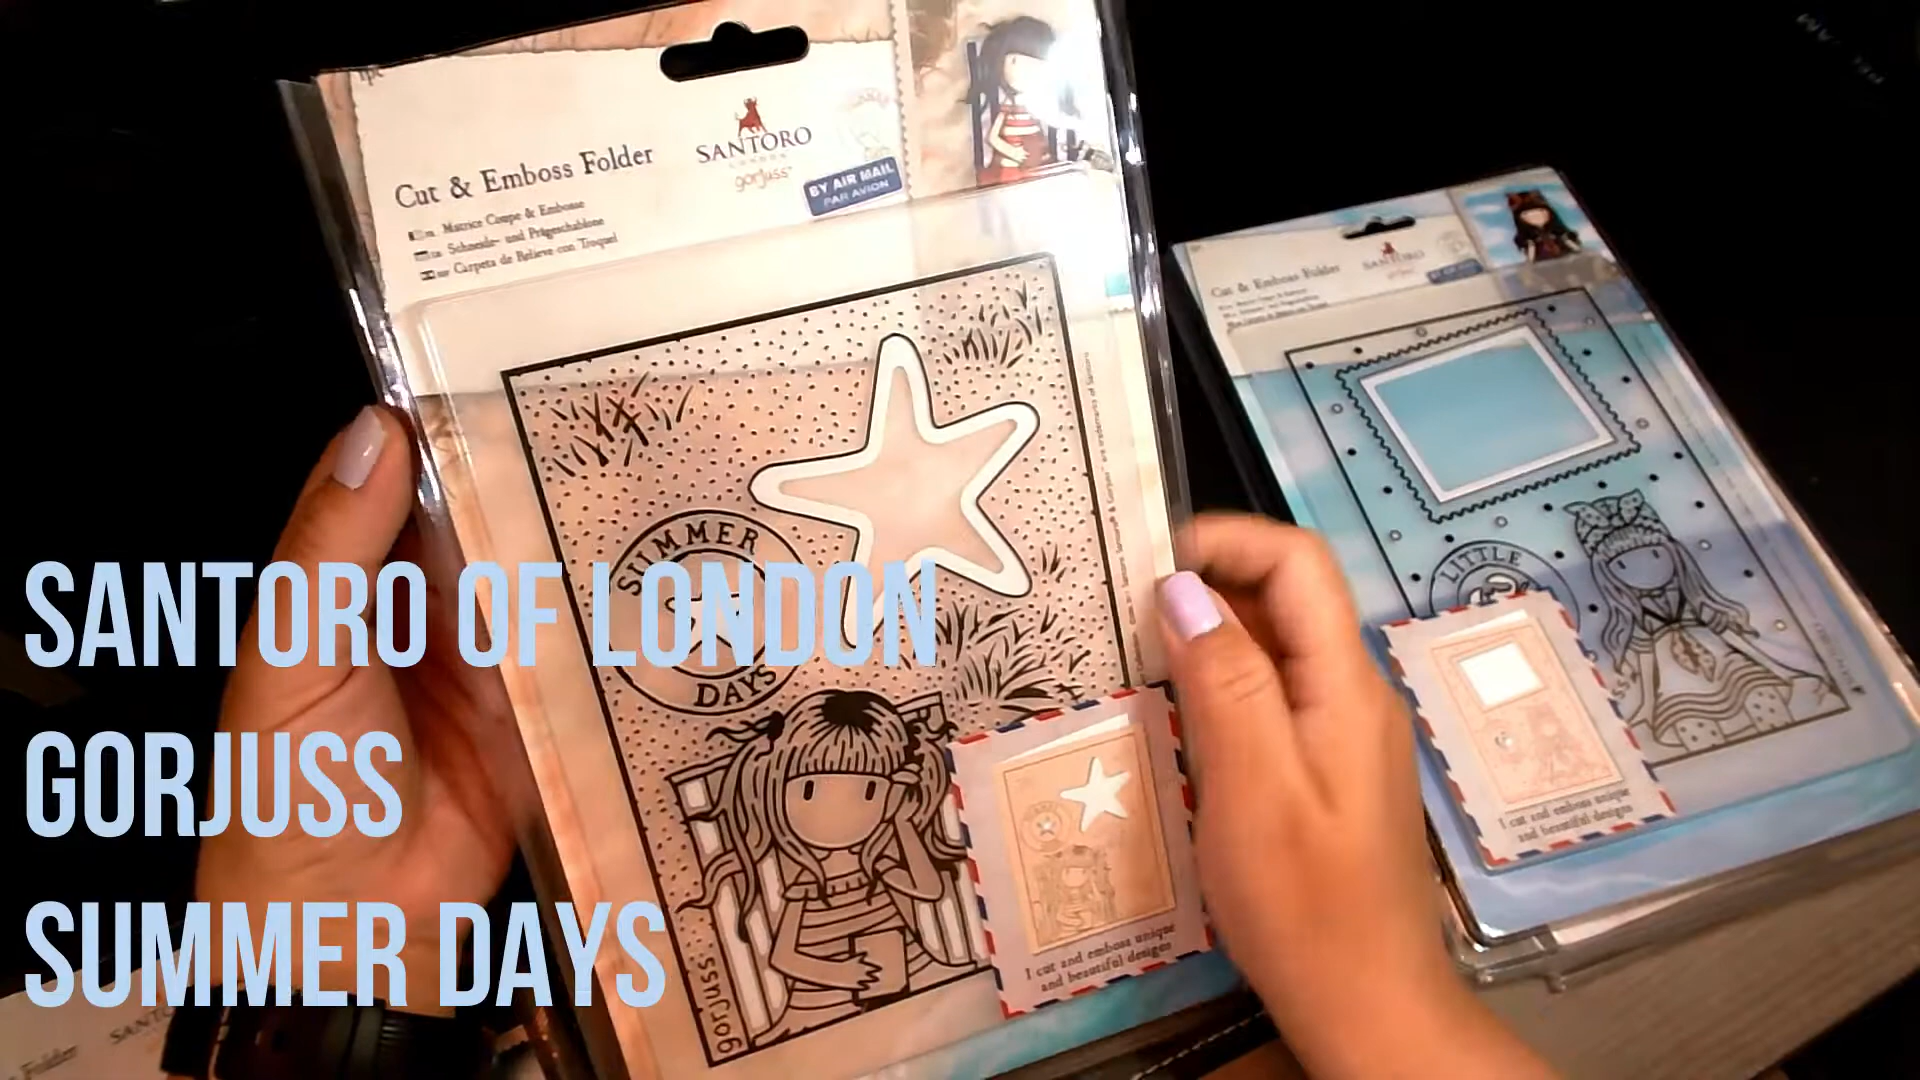 Cut & Emboss Folder
Matrice Coupe & Embosse
Schneide- und Prägeschablone
Carpeta de Relieve con Troquel
SANTORO
LONDON
gorjuss
BY AIR MAIL
PAR AVION
SUMMER
DAYS
gorjuss
I cut and emboss unique
and beautiful designs
Cut & Emboss Folder
SANTORO
LITTLE
I cut and emboss unique
and beautiful designs
SANTORO OF LONDON
GORJUSS
SUMMER DAYS